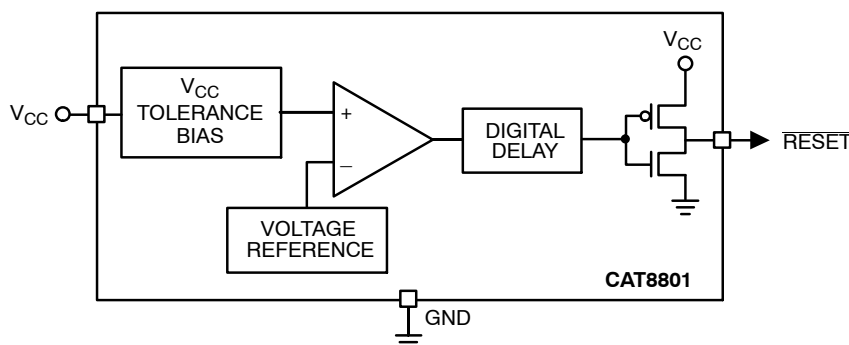 VCC
VCC
TOLERANCE
BIAS
+
–
VOLTAGE
REFERENCE
DIGITAL
DELAY
VCC
RESET
CAT8801
GND